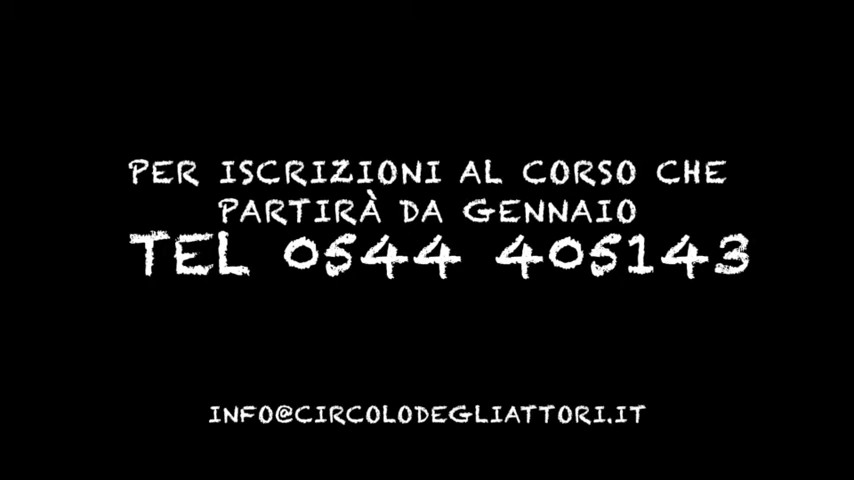 PER ISCRIZIONI AL CORSO CHE
PARTIRÀ DA GENNAIO
TEL 0544 405143
INFO@CIRCOLODEGLIATTORI.IT